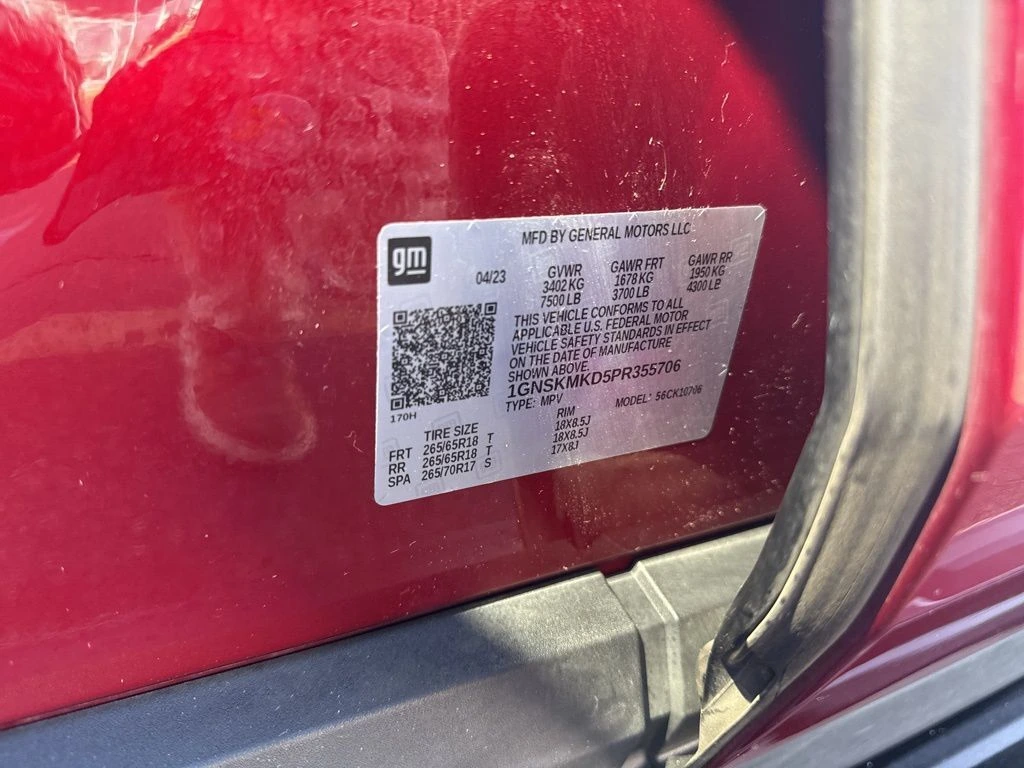 gm
MFD BY GENERAL MOTORS LLC
04/23
GVWR
3402 KG
7500 LB
GAWR FRT
1678 KG
3700 LB
GAWR RR
1950 KG
4300 LB
THIS VEHICLE CONFORMS TO ALL
APPLICABLE U.S. FEDERAL MOTOR
VEHICLE SAFETY STANDARDS IN EFFECT
ON THE DATE OF MANUFACTURE
SHOWN ABOVE.
1GNSKMKD5PR355706
TYPE: MPV MODEL: 56CK10706
170H
TIRE SIZE RIM
FRT 265/65R18 T 18X8.5J
RR 265/65R18 T 18X8.5J
SPA 265/70R17 S 17X8J